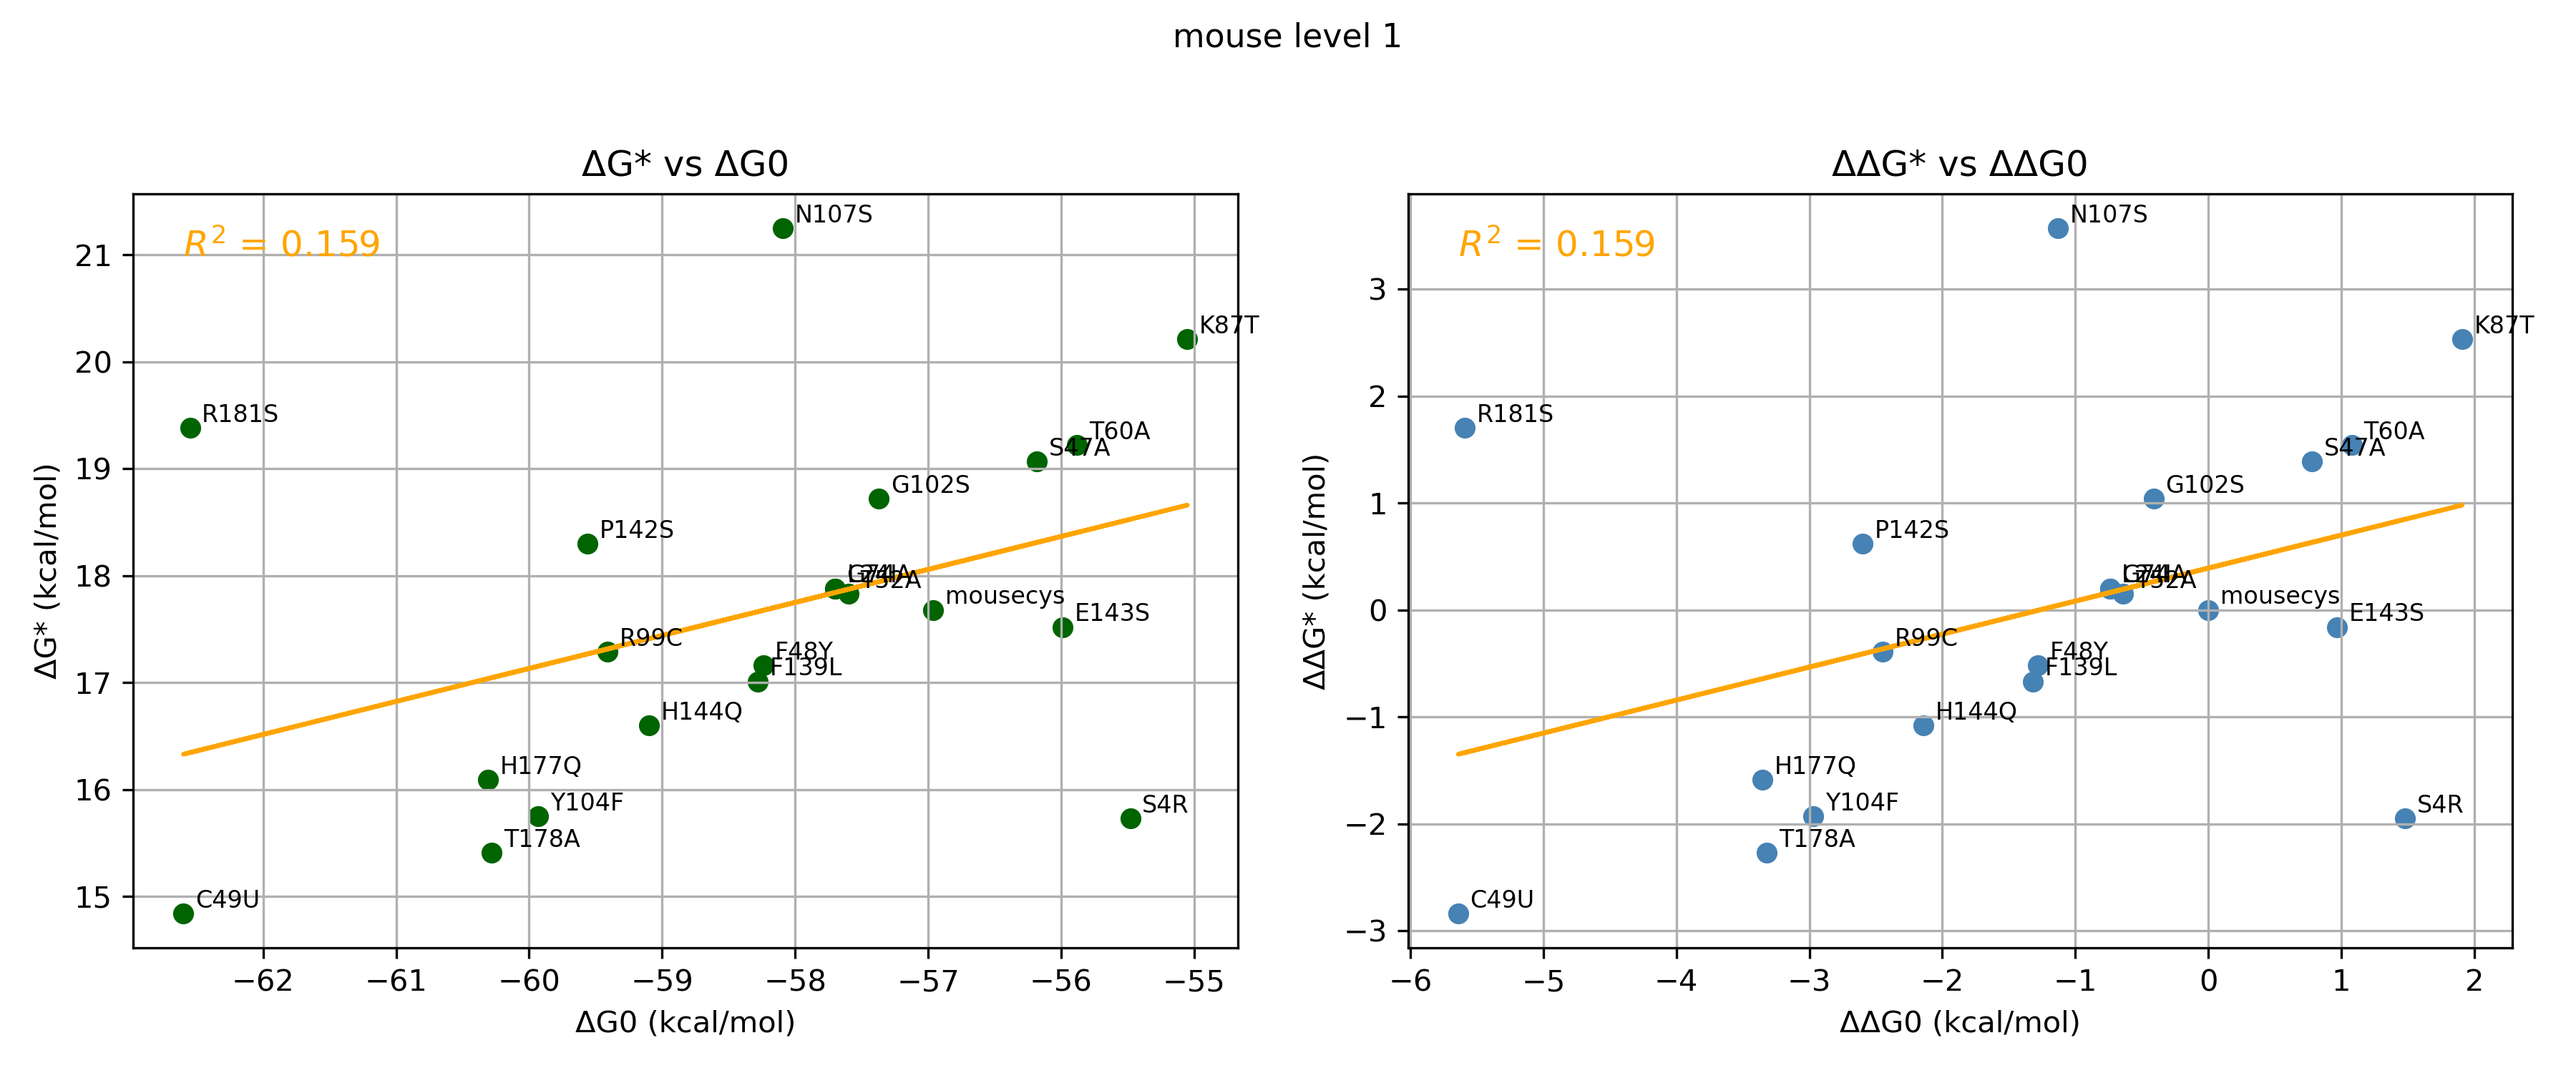 mouse level 1
ΔG* vs ΔG0
R² = 0.159
N107S
K87T
R181S
T60A
S47A
G102S
P142S
T52A
mousecys
E143S
R99C
F48Y
F139L
H144Q
H177Q
Y104F
S4R
T178A
C49U
21
20
19
18
17
16
15
ΔG* (kcal/mol)
−62 −61 −60 −59 −58 −57 −56 −55
ΔG0 (kcal/mol)
ΔΔG* vs ΔΔG0
R² = 0.159
N107S
K87T
R181S
T60A
S47A
G102S
P142S
T52A
mousecys
E143S
R99C
F48Y
F139L
H144Q
H177Q
Y104F
S4R
T178A
C49U
3
2
1
0
−1
−2
−3
ΔΔG* (kcal/mol)
−6 −5 −4 −3 −2 −1 0 1 2
ΔΔG0 (kcal/mol)